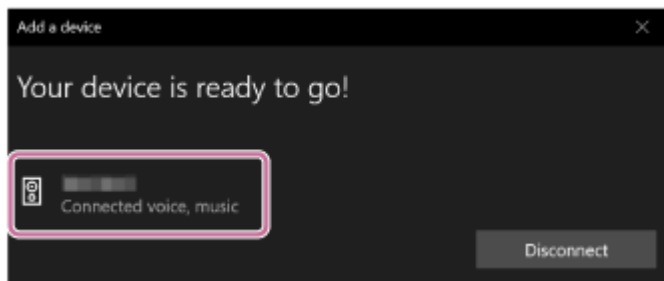 Add a device
Your device is ready to go!
Connected voice, music
Disconnect